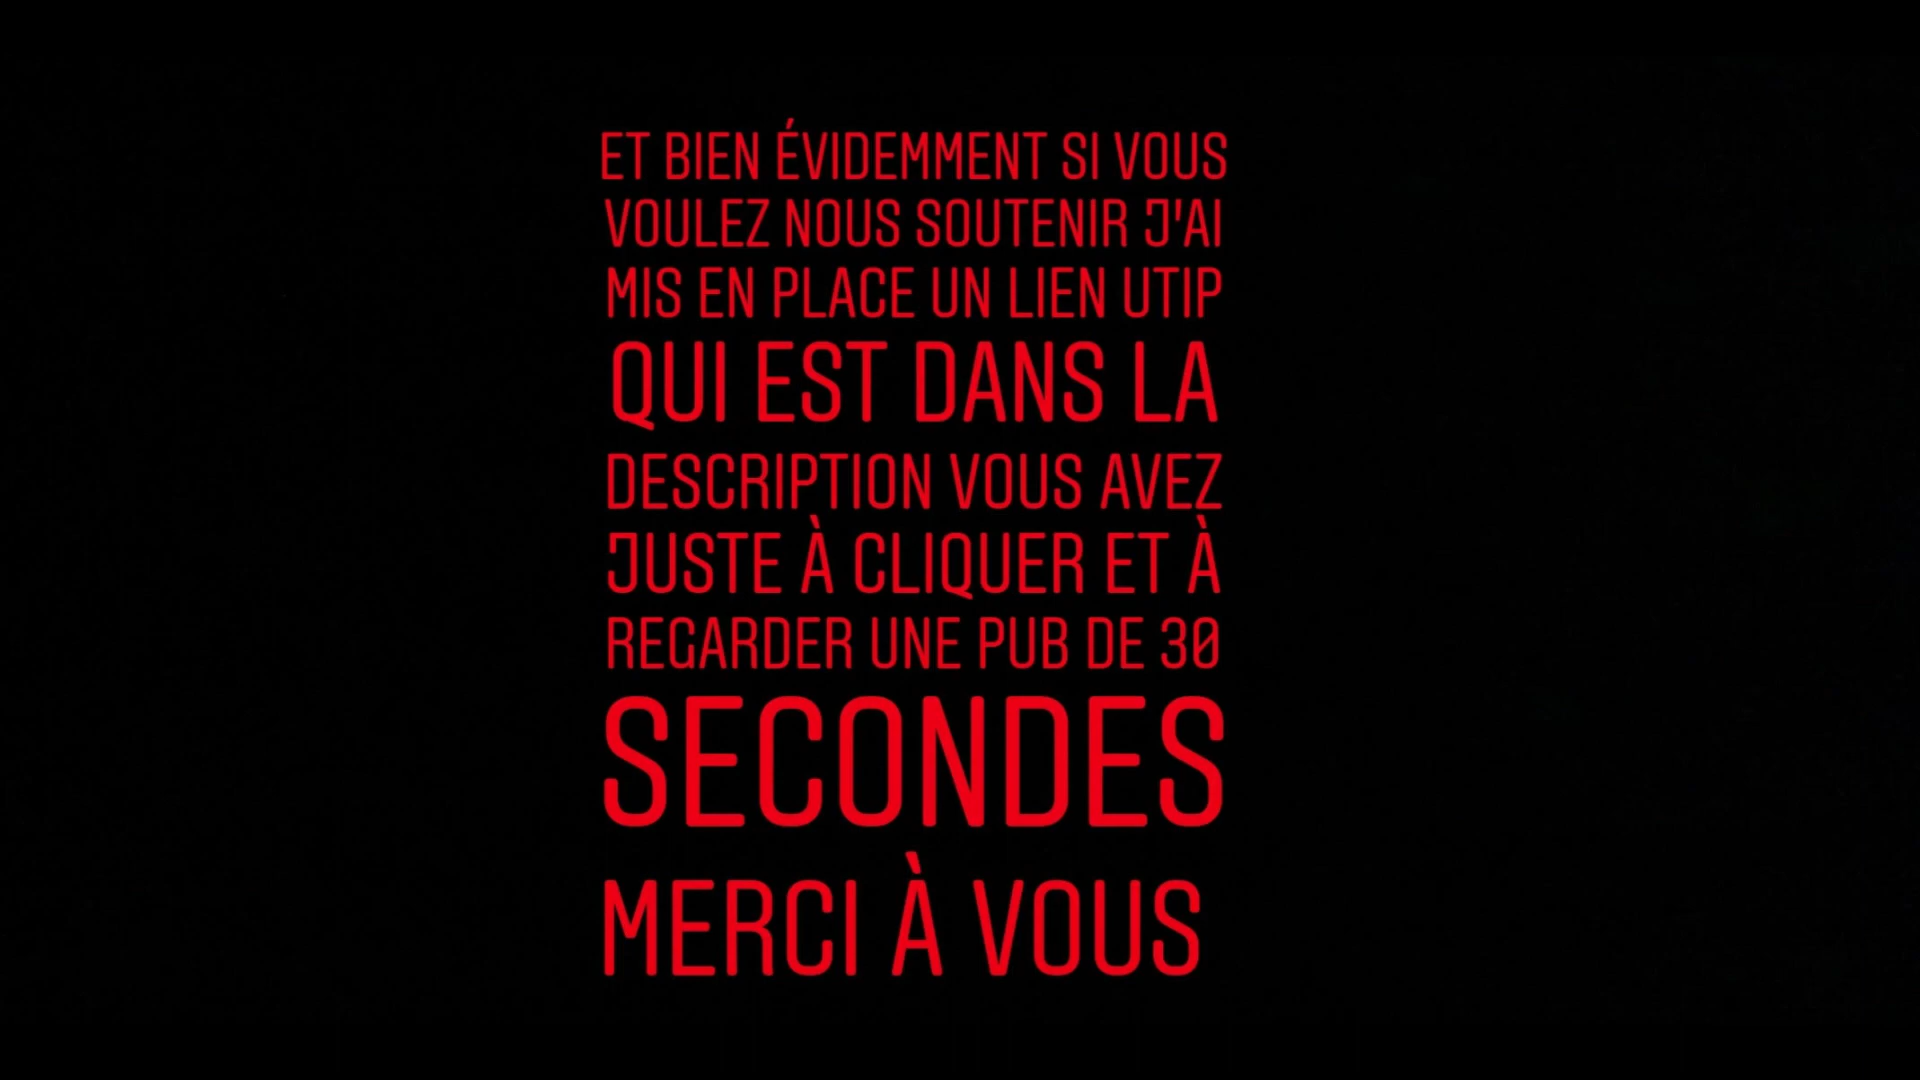 ET BIEN ÉVIDEMMENT SI VOUS
VOULEZ NOUS SOUTENIR J'AI
MIS EN PLACE UN LIEN UTIP
QUI EST DANS LA
DESCRIPTION VOUS AVEZ
JUSTE À CLIQUER ET À
REGARDER UNE PUB DE 30
SECONDES
MERCI À VOUS